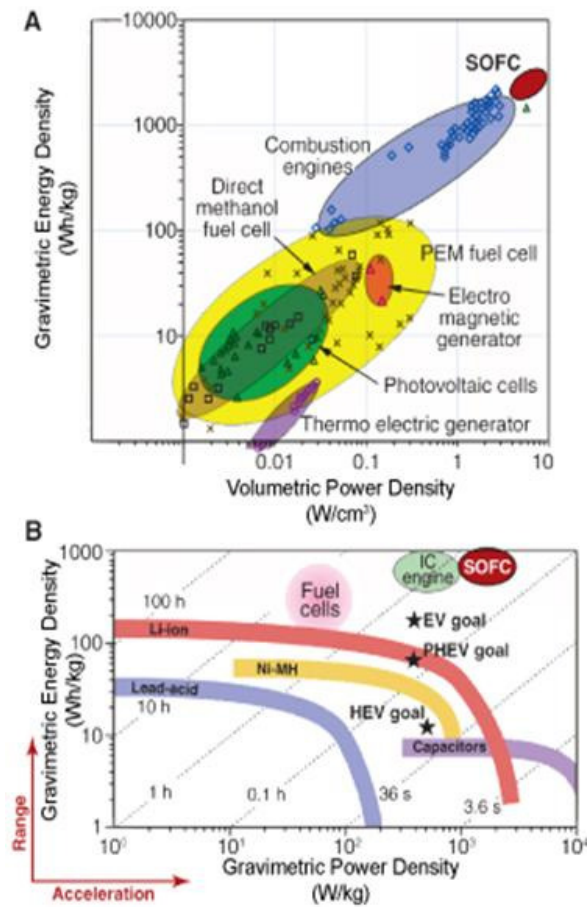 A
Gravimetric Energy Density
(Wh/kg)
10000
1000
100
10
SOFC
Combustion
engines
Direct
methanol
fuel cell
PEM fuel cell
Electro
magnetic
generator
Photovoltaic cells
Thermo electric generator
0.01
0.1
1
10
Volumetric Power Density
(W/cm³)
B
Gravimetric Energy Density
(Wh/kg)
1000
100
10
1
100 h
Li-ion
Fuel
cells
IC
engine
SOFC
EV goal
PHEV goal
Ni-MH
Lead-acid
10 h
HEV goal
Capacitors
1 h
0.1 h
36 s
3.6 s
10⁰
10¹
10²
10³
10⁴
Gravimetric Power Density
(W/kg)
Range
Acceleration